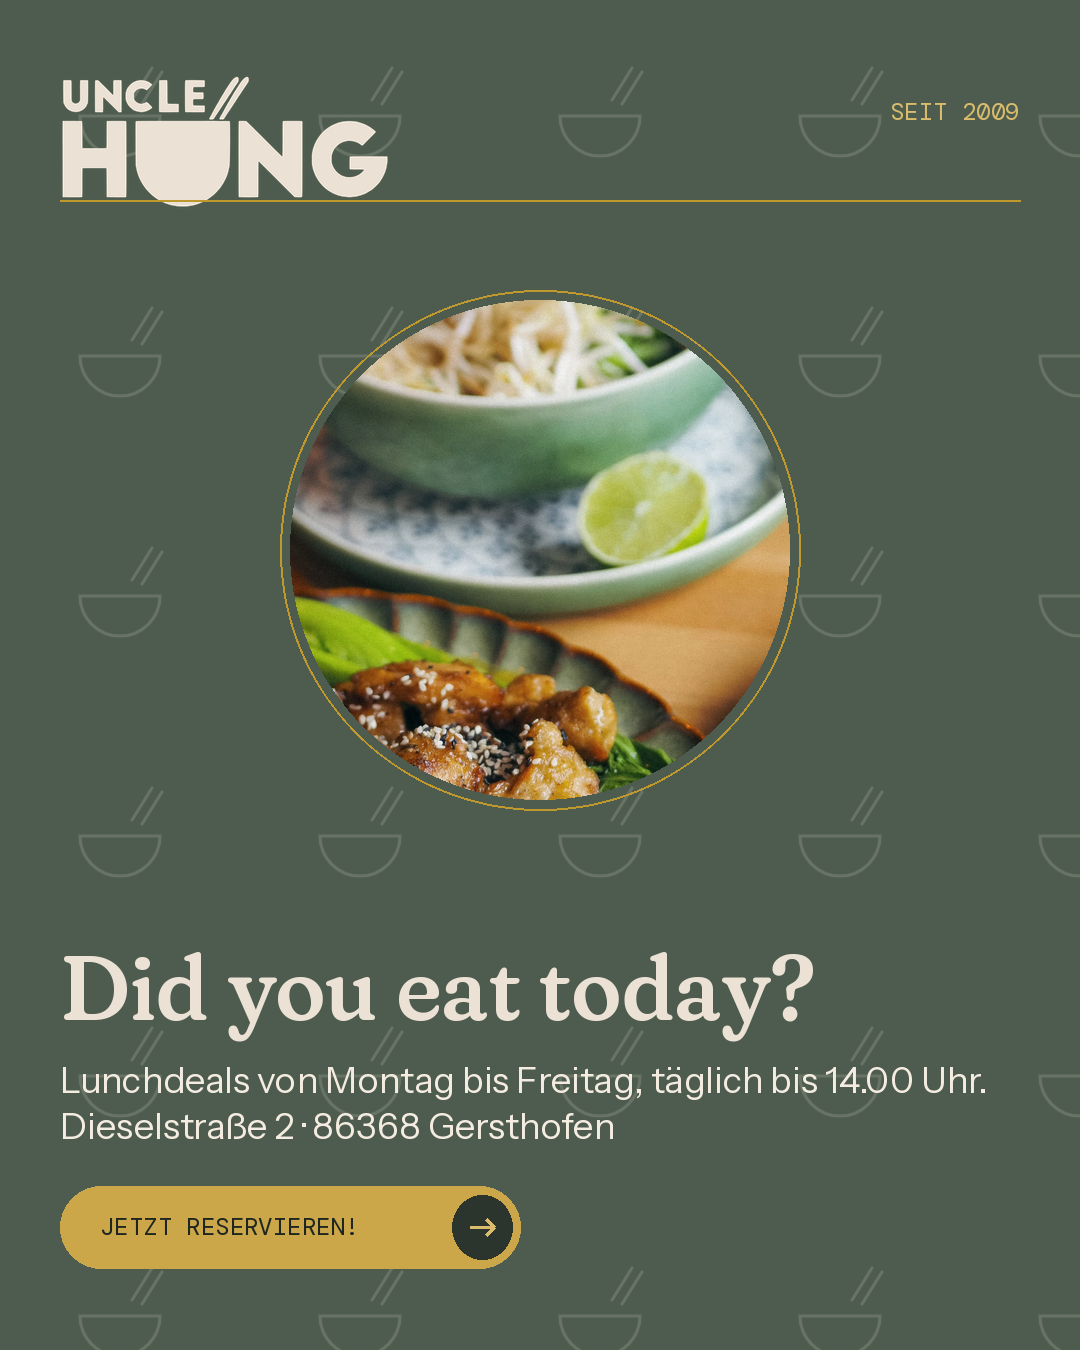 UNCLE
HUNG
SEIT 2009
Did you eat today?
Lunchdeals von Montag bis Freitag, täglich bis 14.00 Uhr.
Dieselstraße 2 · 86368 Gersthofen
JETZT RESERVIEREN!